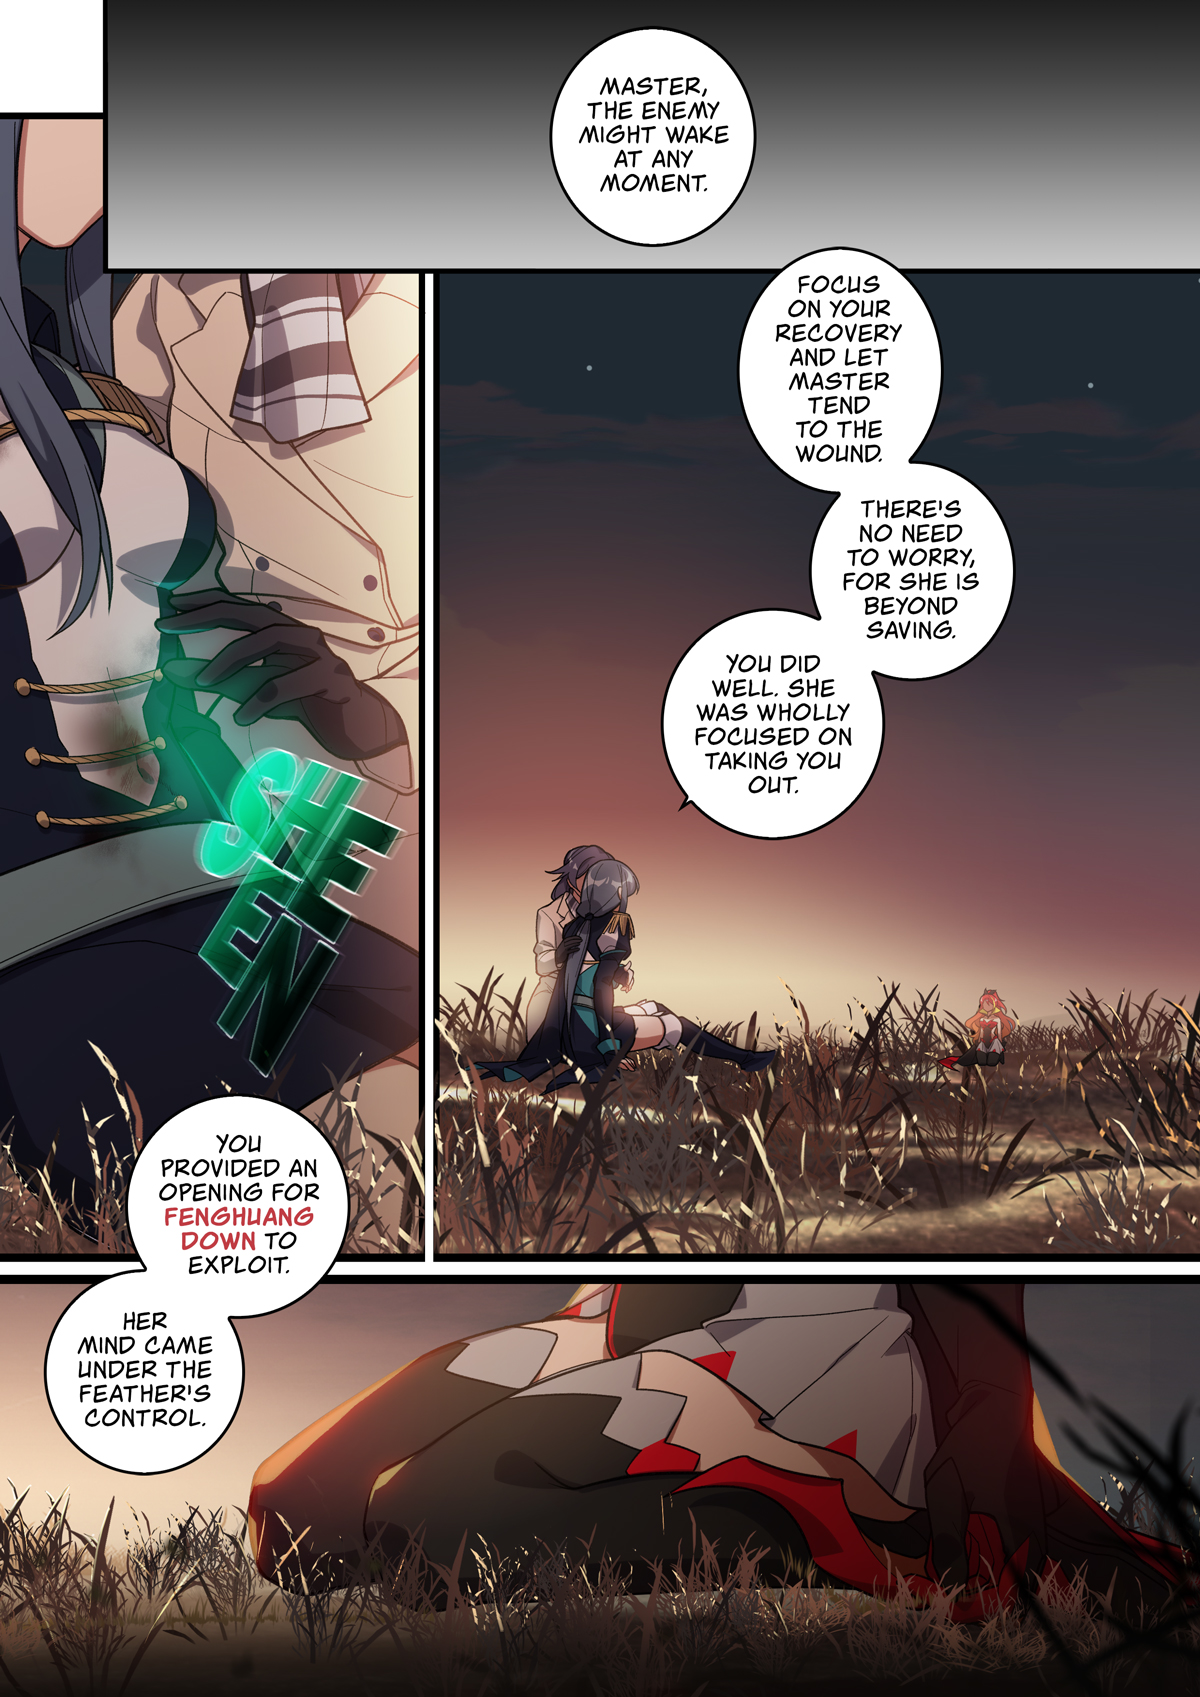 MASTER,
THE ENEMY
MIGHT WAKE
AT ANY
MOMENT.
FOCUS
ON YOUR
RECOVERY
AND LET
MASTER
TEND
TO THE
WOUND.
THERE'S
NO NEED
TO WORRY,
FOR SHE IS
BEYOND
SAVING.
YOU DID
WELL. SHE
WAS WHOLLY
FOCUSED ON
TAKING YOU
OUT.
SHEEN
YOU
PROVIDED AN
OPENING FOR
FENGHUANG
DOWN TO
EXPLOIT.
HER
MIND CAME
UNDER THE
FEATHER'S
CONTROL.